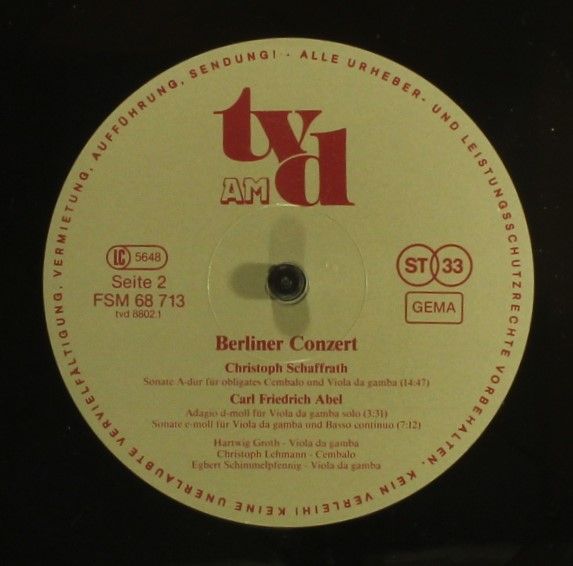 KEINE UNERLAUBTE VERVIELFÄLTIGUNG, VERMIETUNG, AUFFÜHRUNG, SENDUNG! - ALLE URHEBER- UND LEISTUNGSSCHUTZRECHTE VORBEHALTEN. KEIN VERLEIH!
tvd
AM
LC 5648
ST 33
Seite 2
FSM 68 713
GEMA
tvd 8802.1
Berliner Conzert
Christoph Schaffrath
Sonate A-dur für obligates Cembalo und Viola da gamba (14:47)
Carl Friedrich Abel
Adagio d-moll für Viola da gamba solo (3:31)
Sonate e-moll für Viola da gamba und Basso continuo (7:12)
Hartwig Groth - Viola da gamba
Christoph Lehmann - Cembalo
Egbert Schimmelpfennig - Viola da gamba